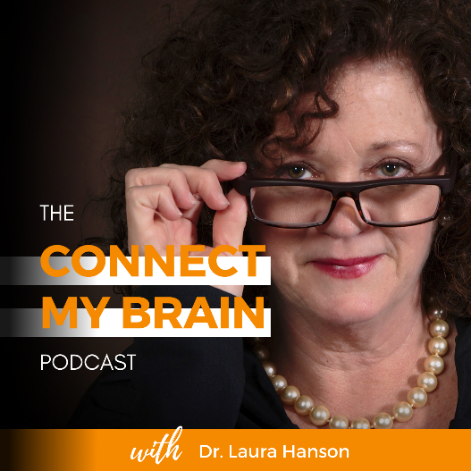 THE
CONNECT
MY BRAIN
PODCAST
with Dr. Laura Hanson